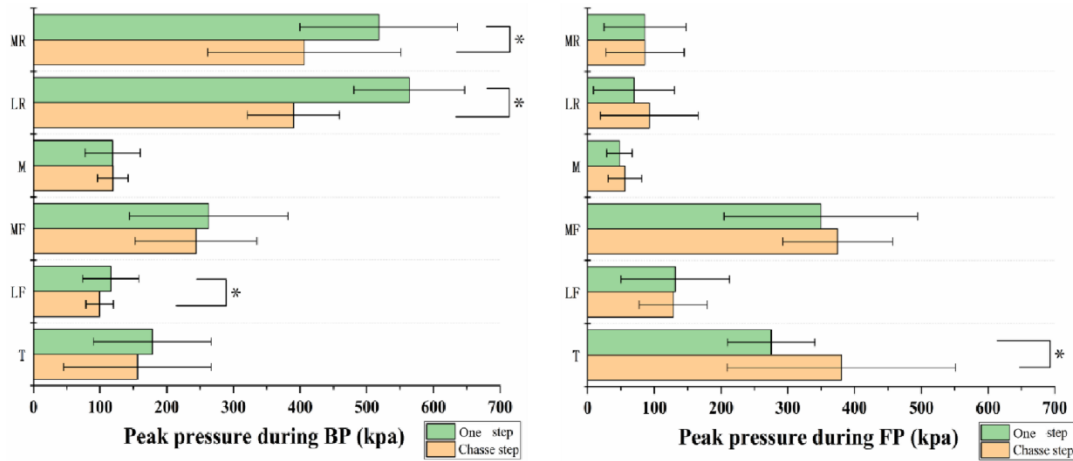 MR
*
LR
*
M
MF
LF
*
T
0 100 200 300 400 500 600 700
Peak pressure during BP (kpa)
One step
Chasse step
MR
LR
M
MF
LF
T
*
0 100 200 300 400 500 600 700
Peak pressure during FP (kpa)
One step
Chasse step